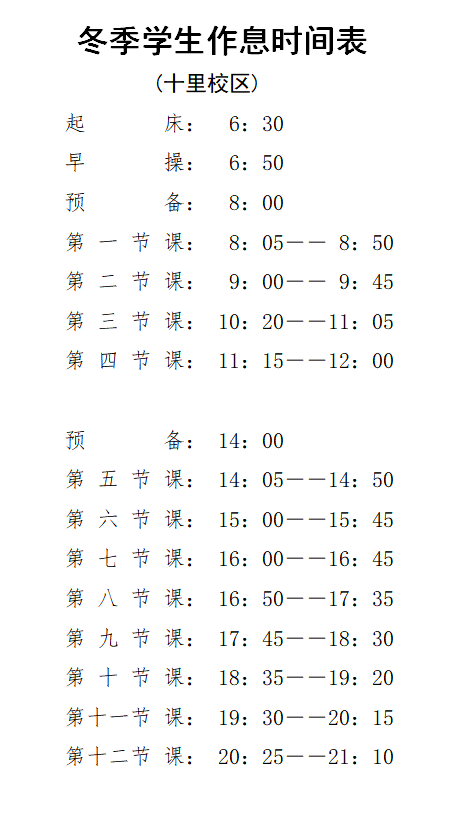 冬季学生作息时间表
(十里校区)
起 床： 6：30
早 操： 6：50
预 备： 8：00
第 一 节 课： 8：05－－ 8：50
第 二 节 课： 9：00－－ 9：45
第 三 节 课：10：20－－11：05
第 四 节 课：11：15－－12：00
预 备：14：00
第 五 节 课：14：05－－14：50
第 六 节 课：15：00－－15：45
第 七 节 课：16：00－－16：45
第 八 节 课：16：50－－17：35
第 九 节 课：17：45－－18：30
第 十 节 课：18：35－－19：20
第十一节 课：19：30－－20：15
第十二节 课：20：25－－21：10